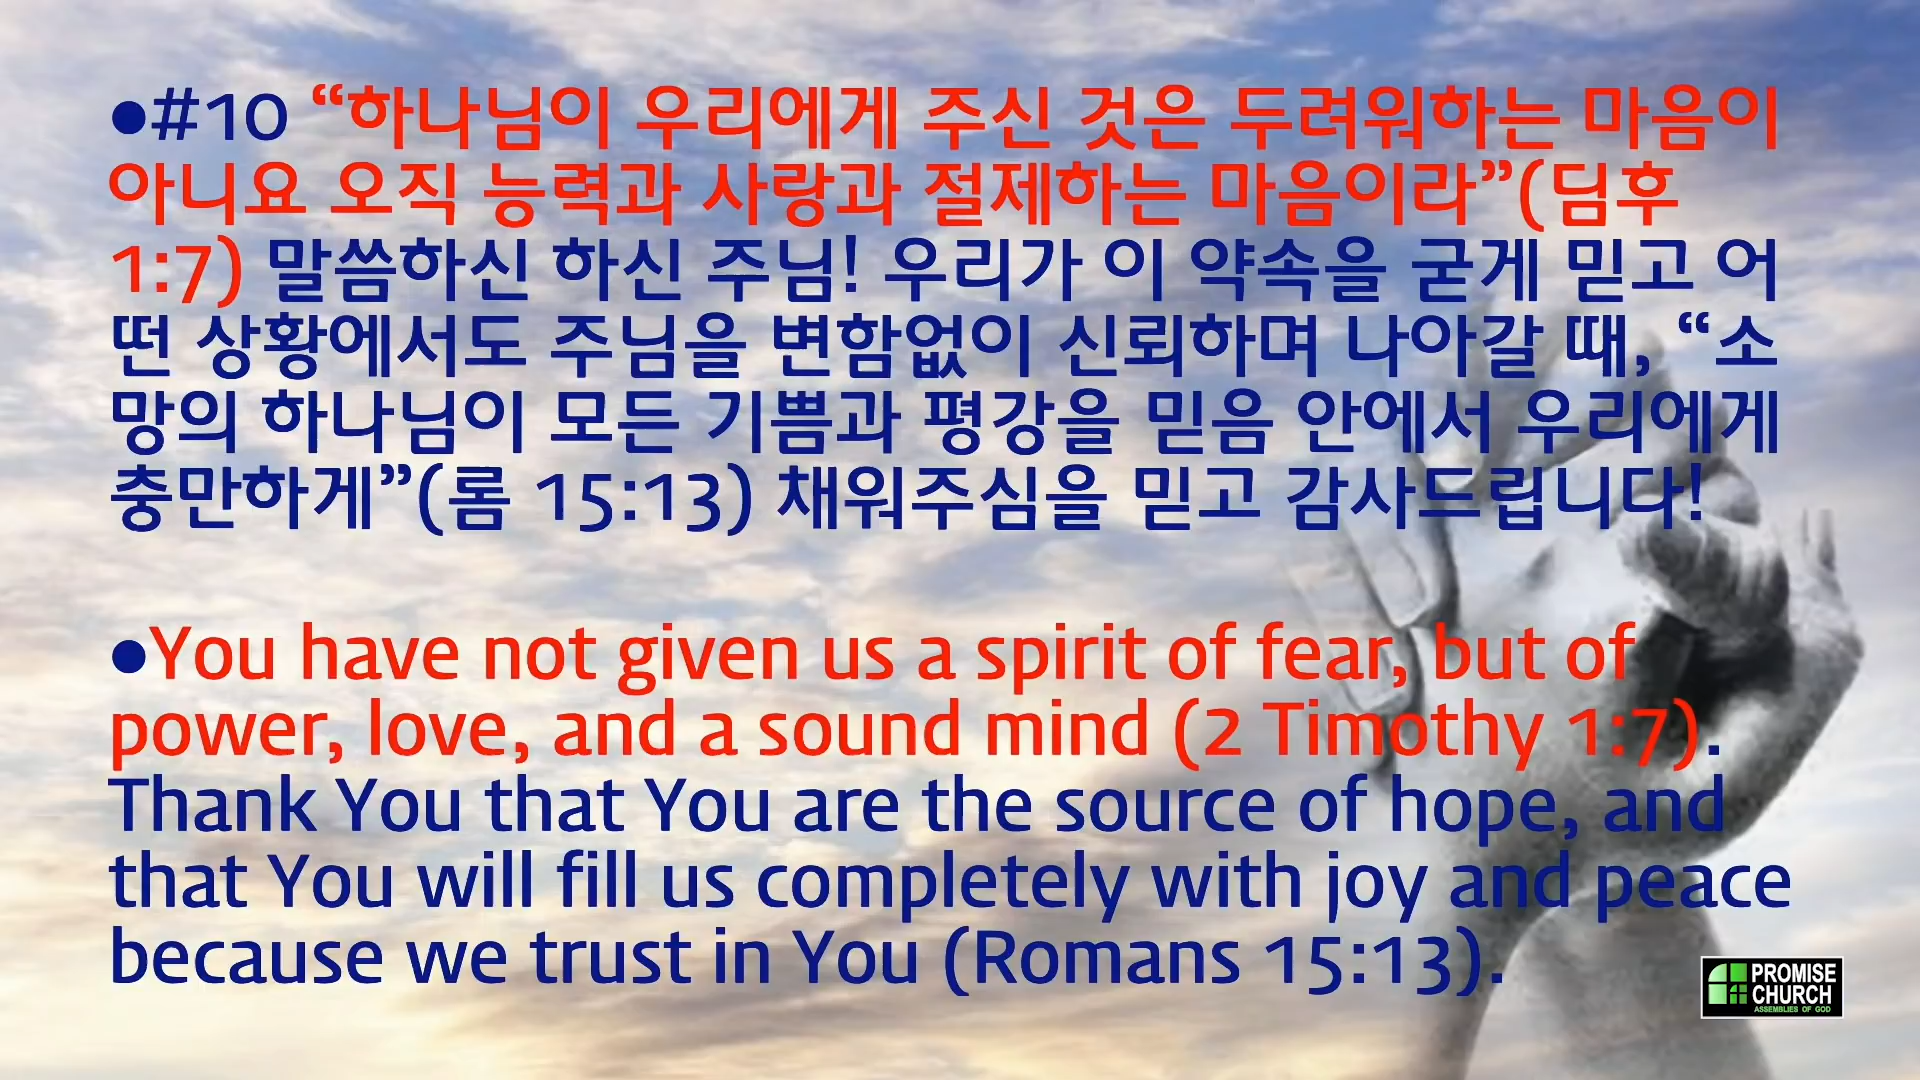 ●#10 “하나님이 우리에게 주신 것은 두려워하는 마음이
아니요 오직 능력과 사랑과 절제하는 마음이라”(딤후
1:7) 말씀하신 하신 주님! 우리가 이 약속을 굳게 믿고 어
떤 상황에서도 주님을 변함없이 신뢰하며 나아갈 때, “소
망의 하나님이 모든 기쁨과 평강을 믿음 안에서 우리에게
충만하게”(롬 15:13) 채워주심을 믿고 감사드립니다!
●You have not given us a spirit of fear, but of
power, love, and a sound mind (2 Timothy 1:7).
Thank You that You are the source of hope, and
that You will fill us completely with joy and peace
because we trust in You (Romans 15:13).
PROMISE
CHURCH
ASSEMBLIES OF GOD